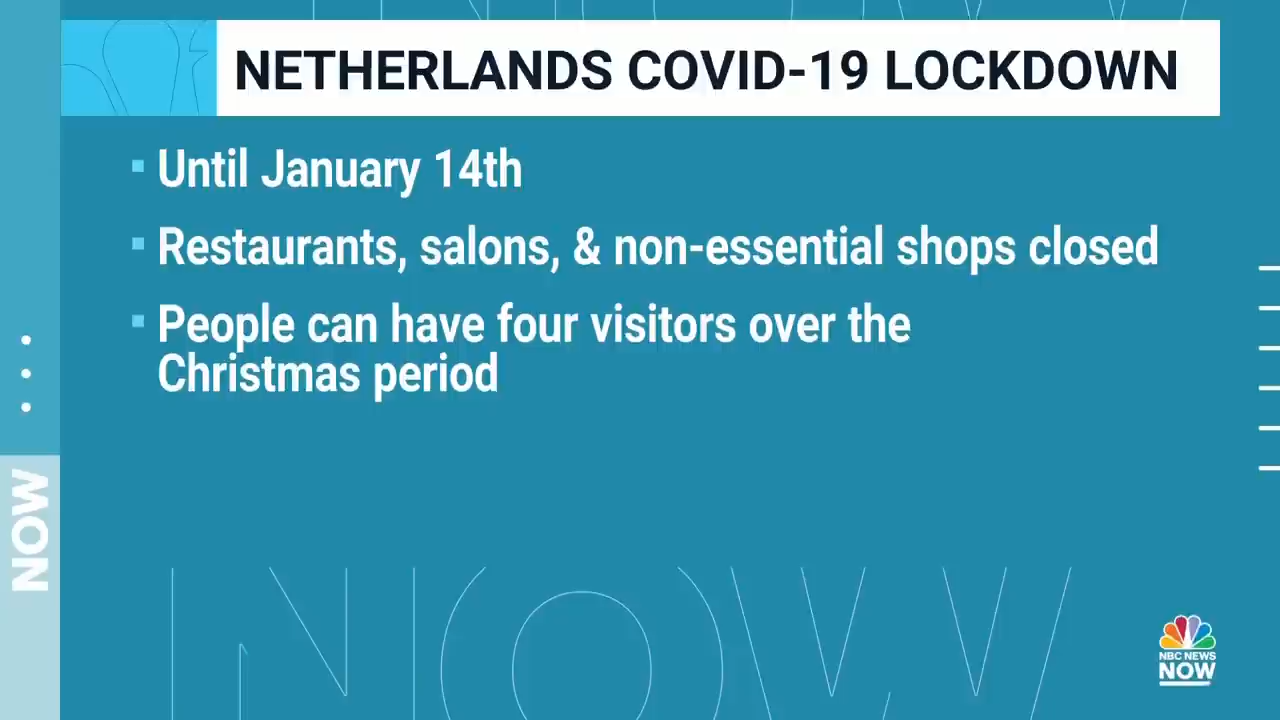 NETHERLANDS COVID-19 LOCKDOWN
▪ Until January 14th
▪ Restaurants, salons, & non-essential shops closed
▪ People can have four visitors over the
Christmas period
NOW
NOW
NBC NEWS
NOW